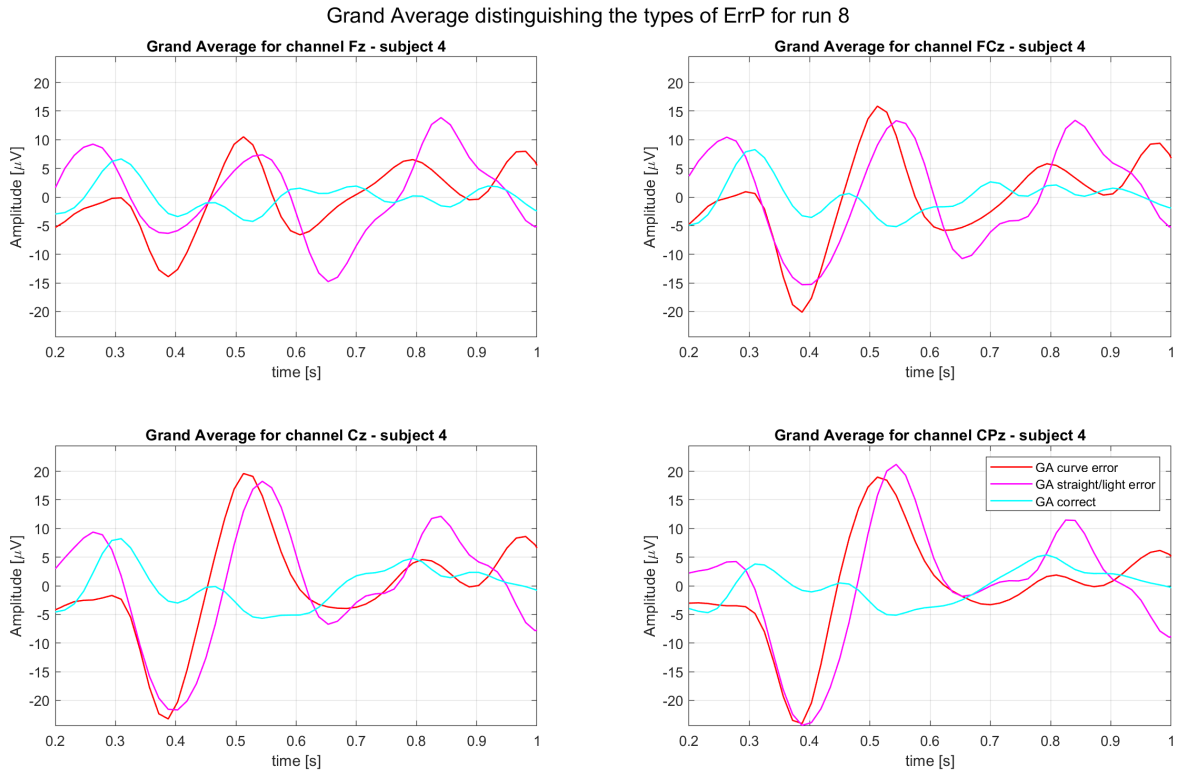 Grand Average distinguishing the types of ErrP for run 8
Grand Average for channel Fz - subject 4
20
15
10
5
0
-5
-10
-15
-20
Amplitude [μV]
0.2 0.3 0.4 0.5 0.6 0.7 0.8 0.9 1
time [s]
Grand Average for channel FCz - subject 4
20
15
10
5
0
-5
-10
-15
-20
Amplitude [μV]
0.2 0.3 0.4 0.5 0.6 0.7 0.8 0.9 1
time [s]
Grand Average for channel Cz - subject 4
20
15
10
5
0
-5
-10
-15
-20
Amplitude [μV]
0.2 0.3 0.4 0.5 0.6 0.7 0.8 0.9 1
time [s]
Grand Average for channel CPz - subject 4
20
15
10
5
0
-5
-10
-15
-20
Amplitude [μV]
GA curve error
GA straight/light error
GA correct
0.2 0.3 0.4 0.5 0.6 0.7 0.8 0.9 1
time [s]